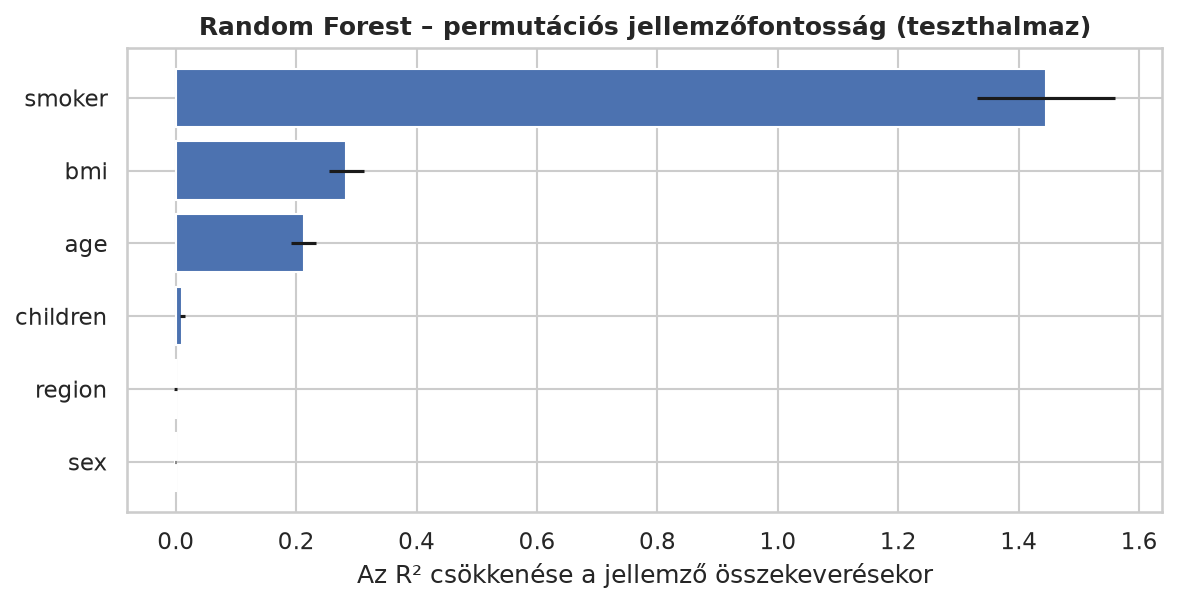 Random Forest – permutációs jellemzőfontosság (teszthalmaz)
smoker
bmi
age
children
region
sex
0.0 0.2 0.4 0.6 0.8 1.0 1.2 1.4 1.6
Az R² csökkenése a jellemző összekeverésekor